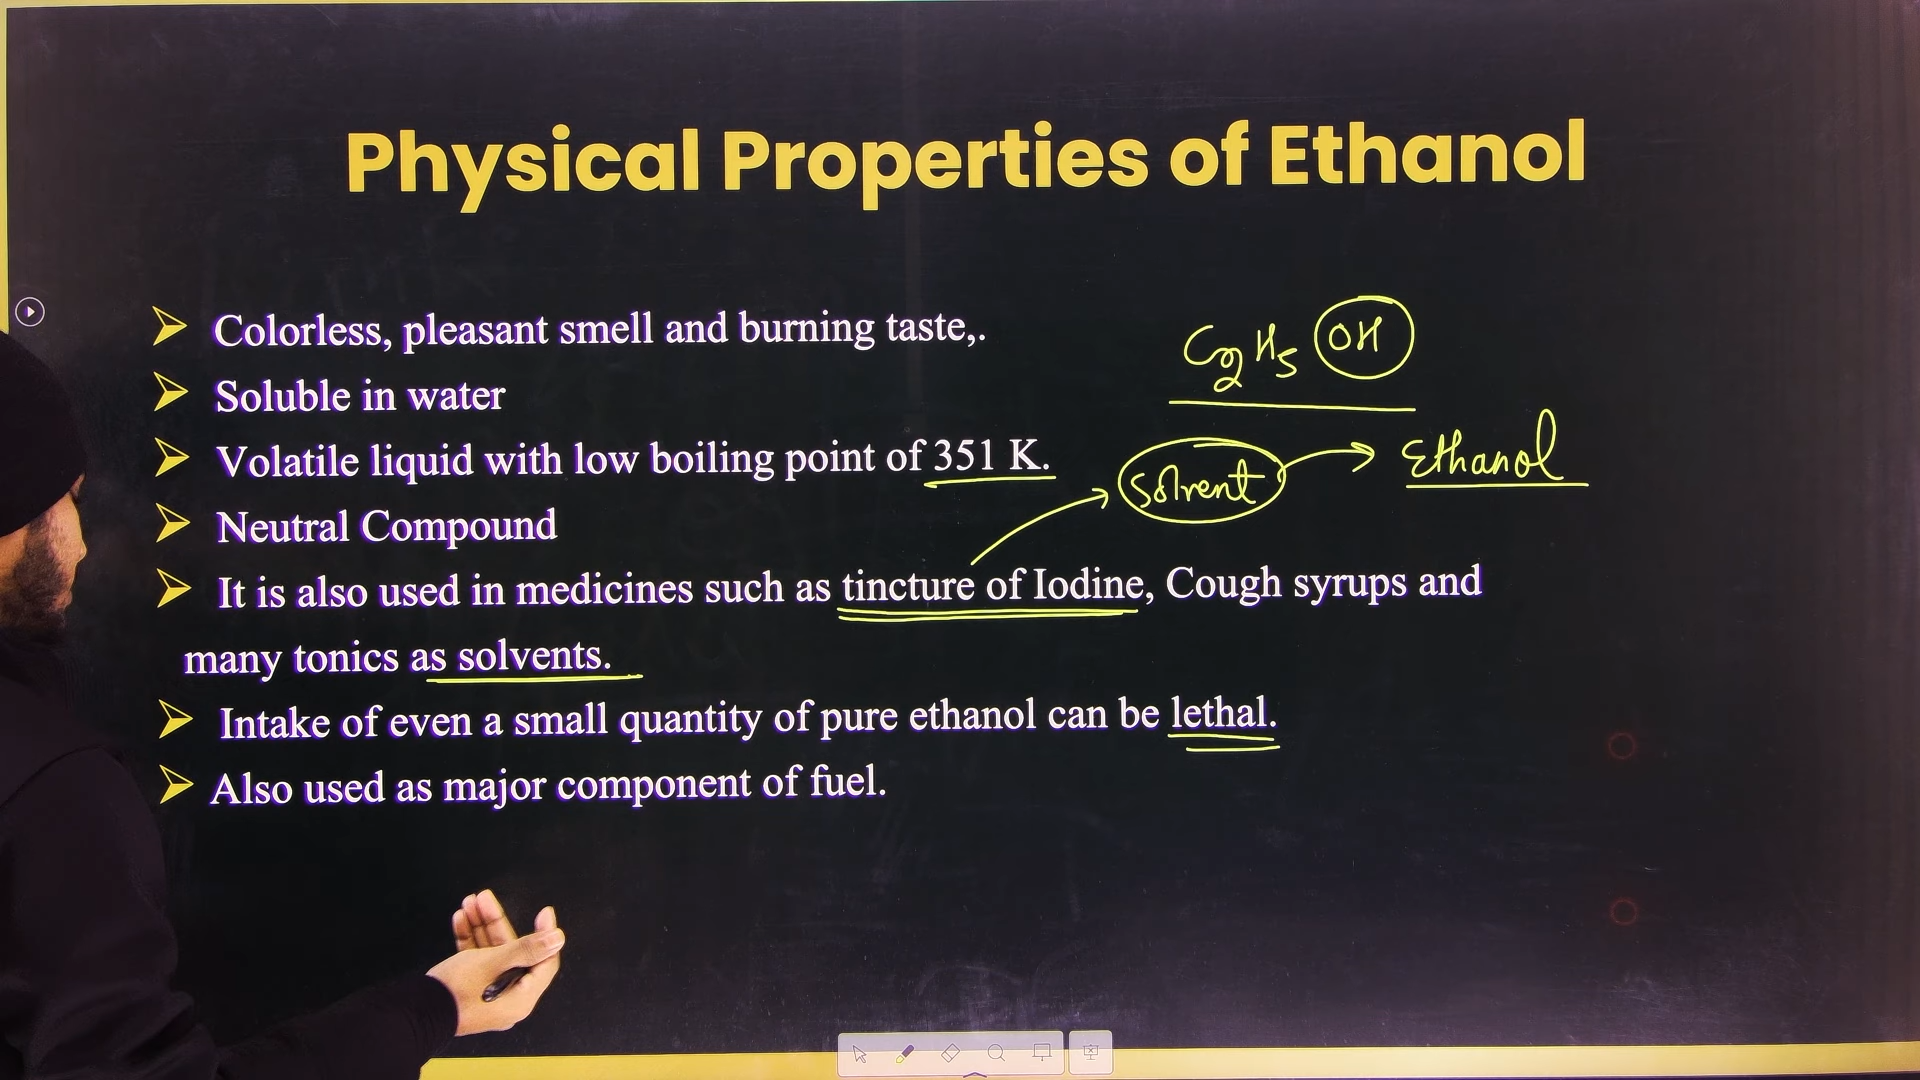 Physical Properties of Ethanol
Colorless, pleasant smell and burning taste,.
C2H5 OH
Soluble in water
Volatile liquid with low boiling point of 351 K.
Solvent → Ethanol
Neutral Compound
It is also used in medicines such as tincture of Iodine, Cough syrups and
many tonics as solvents.
Intake of even a small quantity of pure ethanol can be lethal.
Also used as major component of fuel.